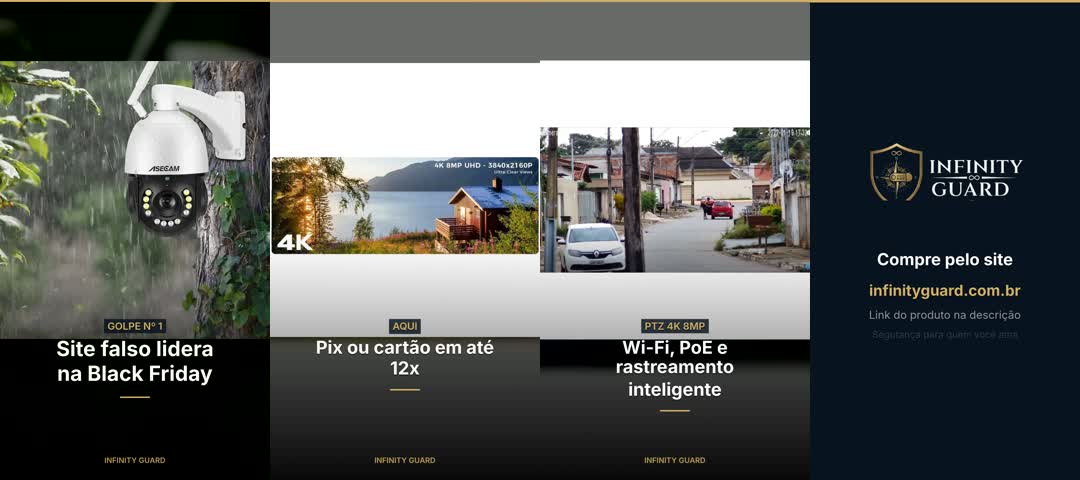 ASECAM
GOLPE Nº 1
Site falso lidera
na Black Friday
INFINITY GUARD
4K 8MP UHD - 3840x2160P
Ultra Clear Views
4K
AQUI
Pix ou cartão em até
12x
INFINITY GUARD
PTZ 4K 8MP
Wi-Fi, PoE e
rastreamento
inteligente
INFINITY GUARD
INFINITY
GUARD
Compre pelo site
infinityguard.com.br
Link do produto na descrição
Segurança para quem você ama